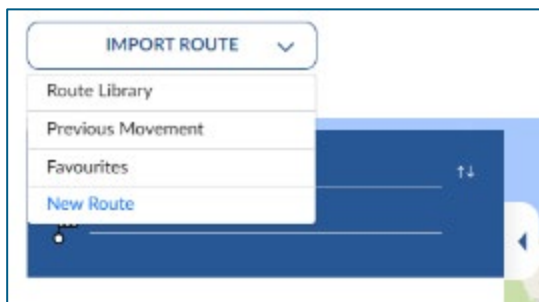 IMPORT ROUTE
Route Library
Previous Movement
Favourites
New Route